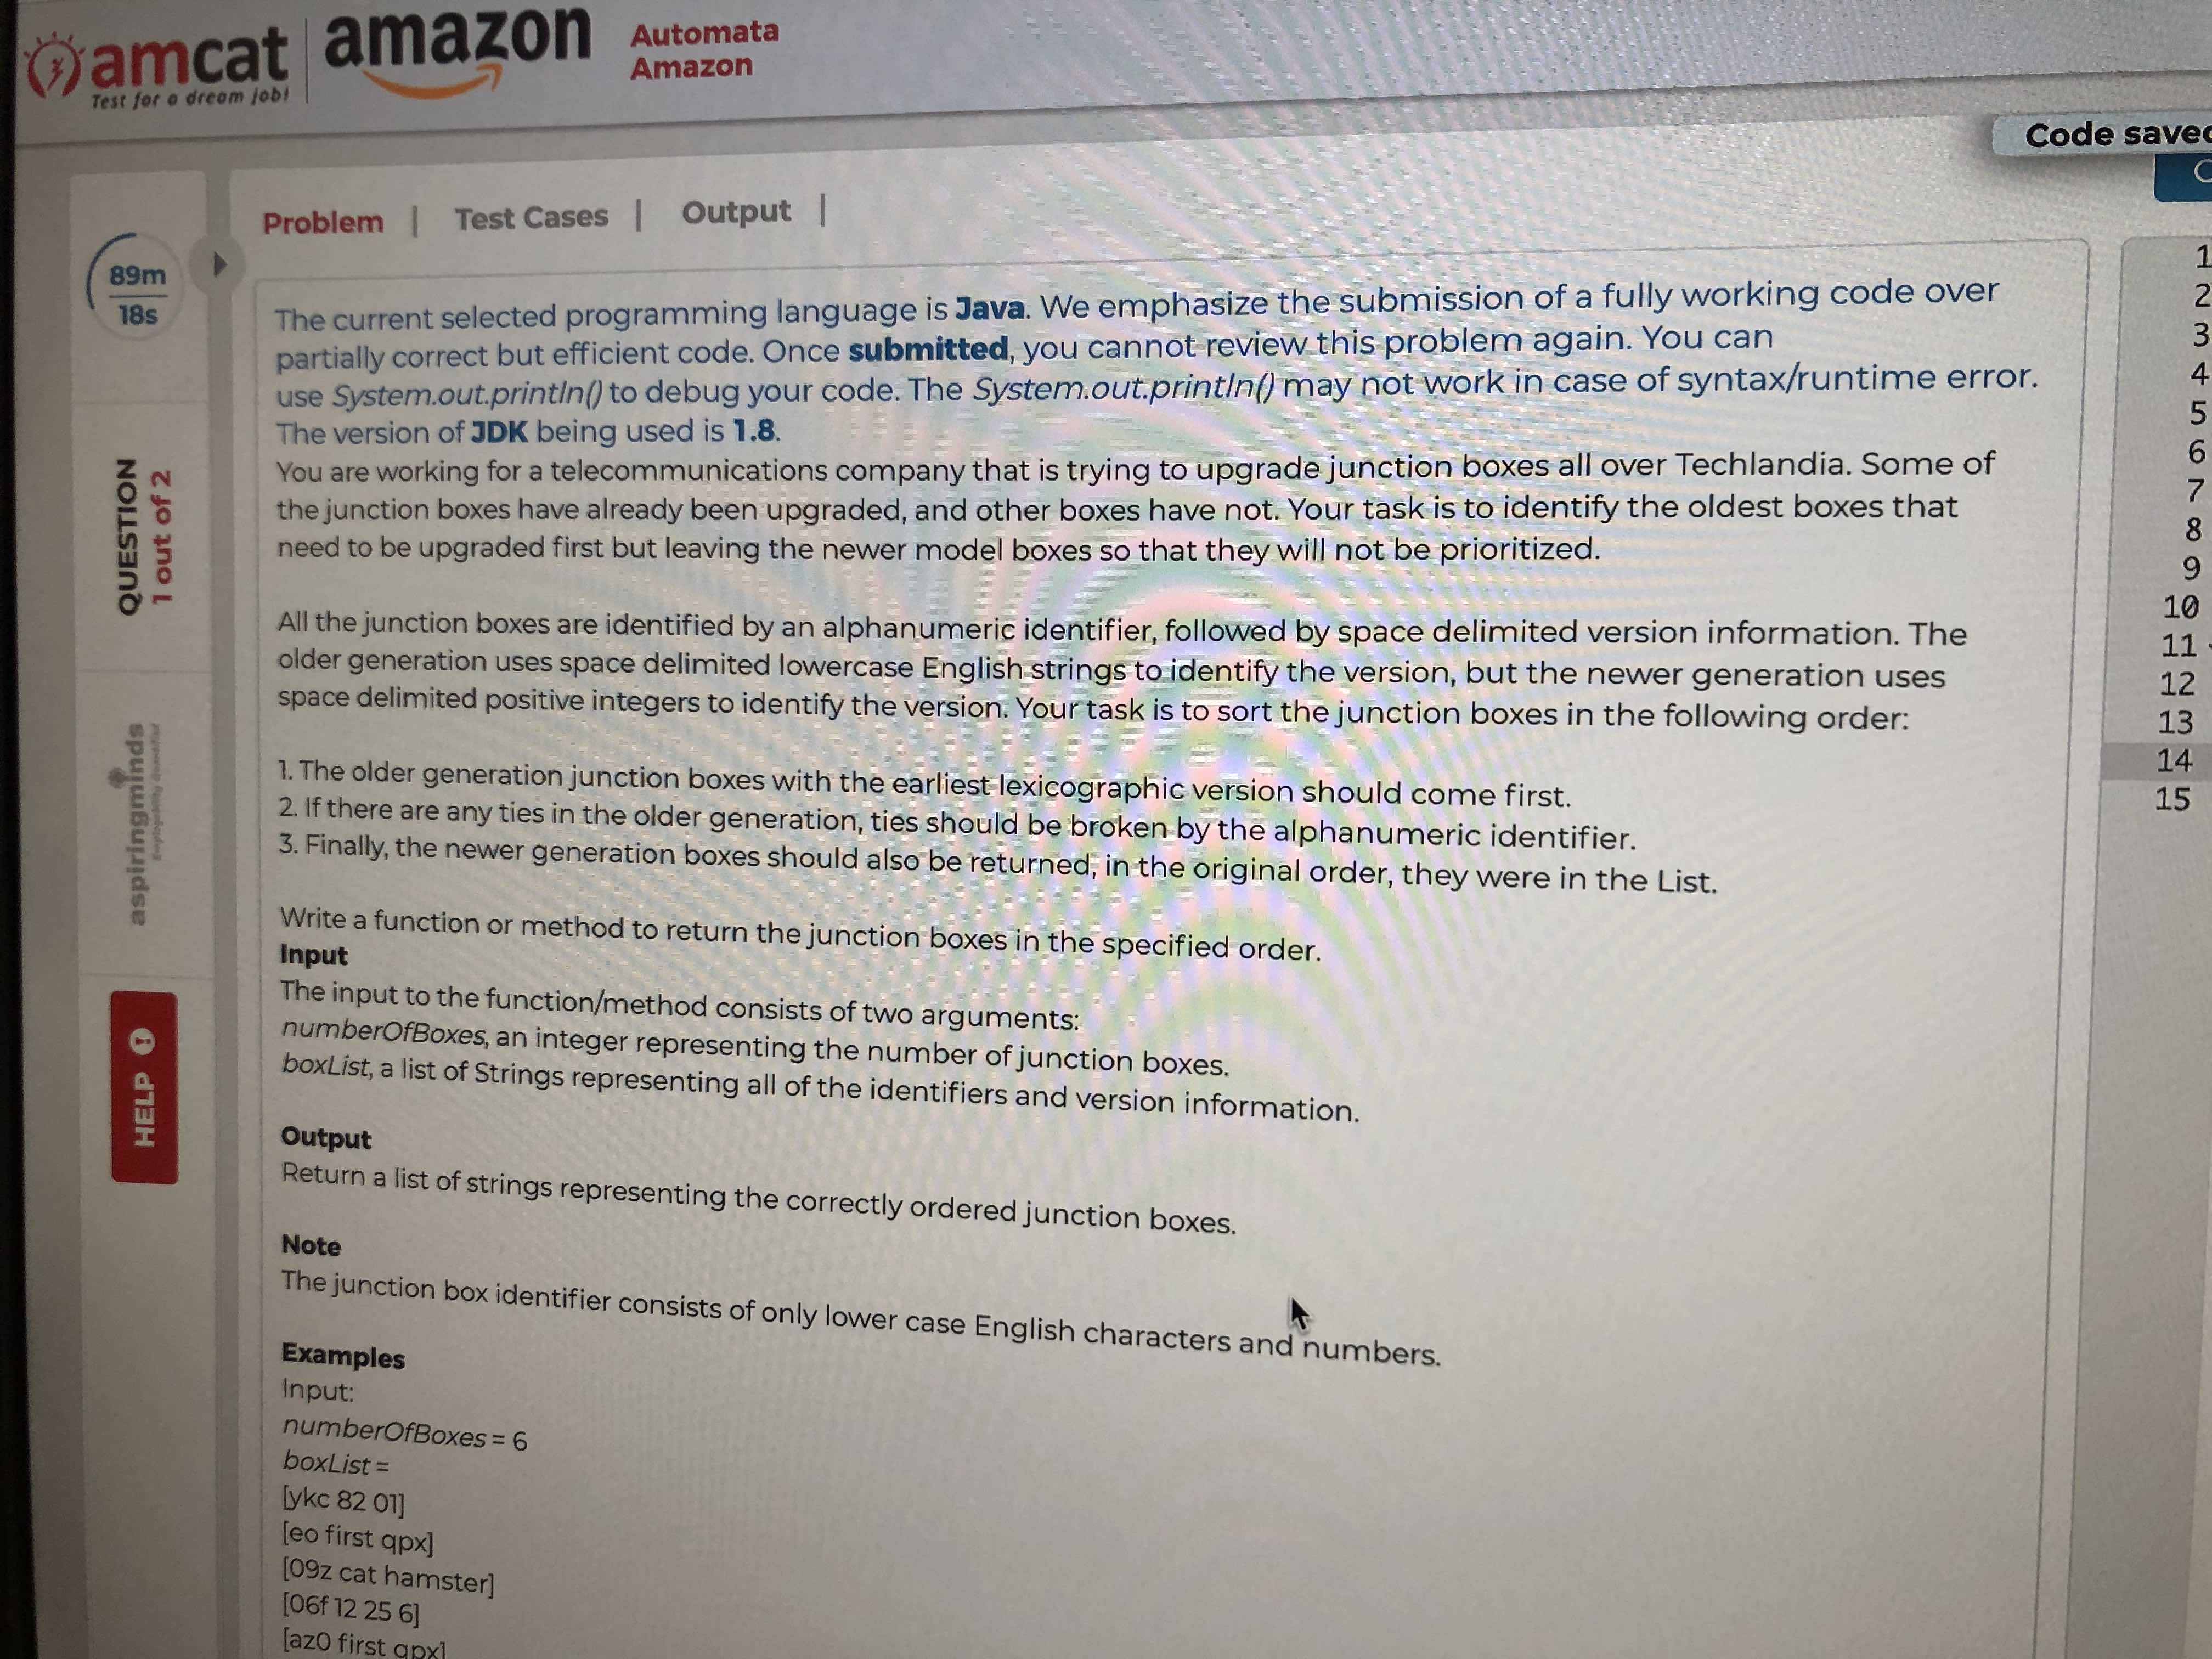 amcat
Test for a dream job!
amazon
Automata
Amazon
Code saved
Problem | Test Cases | Output |
89m
18s
QUESTION
1 out of 2
aspiringminds
HELP
The current selected programming language is Java. We emphasize the submission of a fully working code over
partially correct but efficient code. Once submitted, you cannot review this problem again. You can
use System.out.println() to debug your code. The System.out.println() may not work in case of syntax/runtime error.
The version of JDK being used is 1.8.
You are working for a telecommunications company that is trying to upgrade junction boxes all over Techlandia. Some of
the junction boxes have already been upgraded, and other boxes have not. Your task is to identify the oldest boxes that
need to be upgraded first but leaving the newer model boxes so that they will not be prioritized.
All the junction boxes are identified by an alphanumeric identifier, followed by space delimited version information. The
older generation uses space delimited lowercase English strings to identify the version, but the newer generation uses
space delimited positive integers to identify the version. Your task is to sort the junction boxes in the following order:
1. The older generation junction boxes with the earliest lexicographic version should come first.
2. If there are any ties in the older generation, ties should be broken by the alphanumeric identifier.
3. Finally, the newer generation boxes should also be returned, in the original order, they were in the List.
Write a function or method to return the junction boxes in the specified order.
Input
The input to the function/method consists of two arguments:
numberOfBoxes, an integer representing the number of junction boxes.
boxList, a list of Strings representing all of the identifiers and version information.
Output
Return a list of strings representing the correctly ordered junction boxes.
Note
The junction box identifier consists of only lower case English characters and numbers.
Examples
Input:
numberOfBoxes = 6
boxList =
[ykc 82 01]
[eo first qpx]
[09z cat hamster]
[06f 12 25 6]
[az0 first qpx]
1
2
3
4
5
6
7
8
9
10
11
12
13
14
15